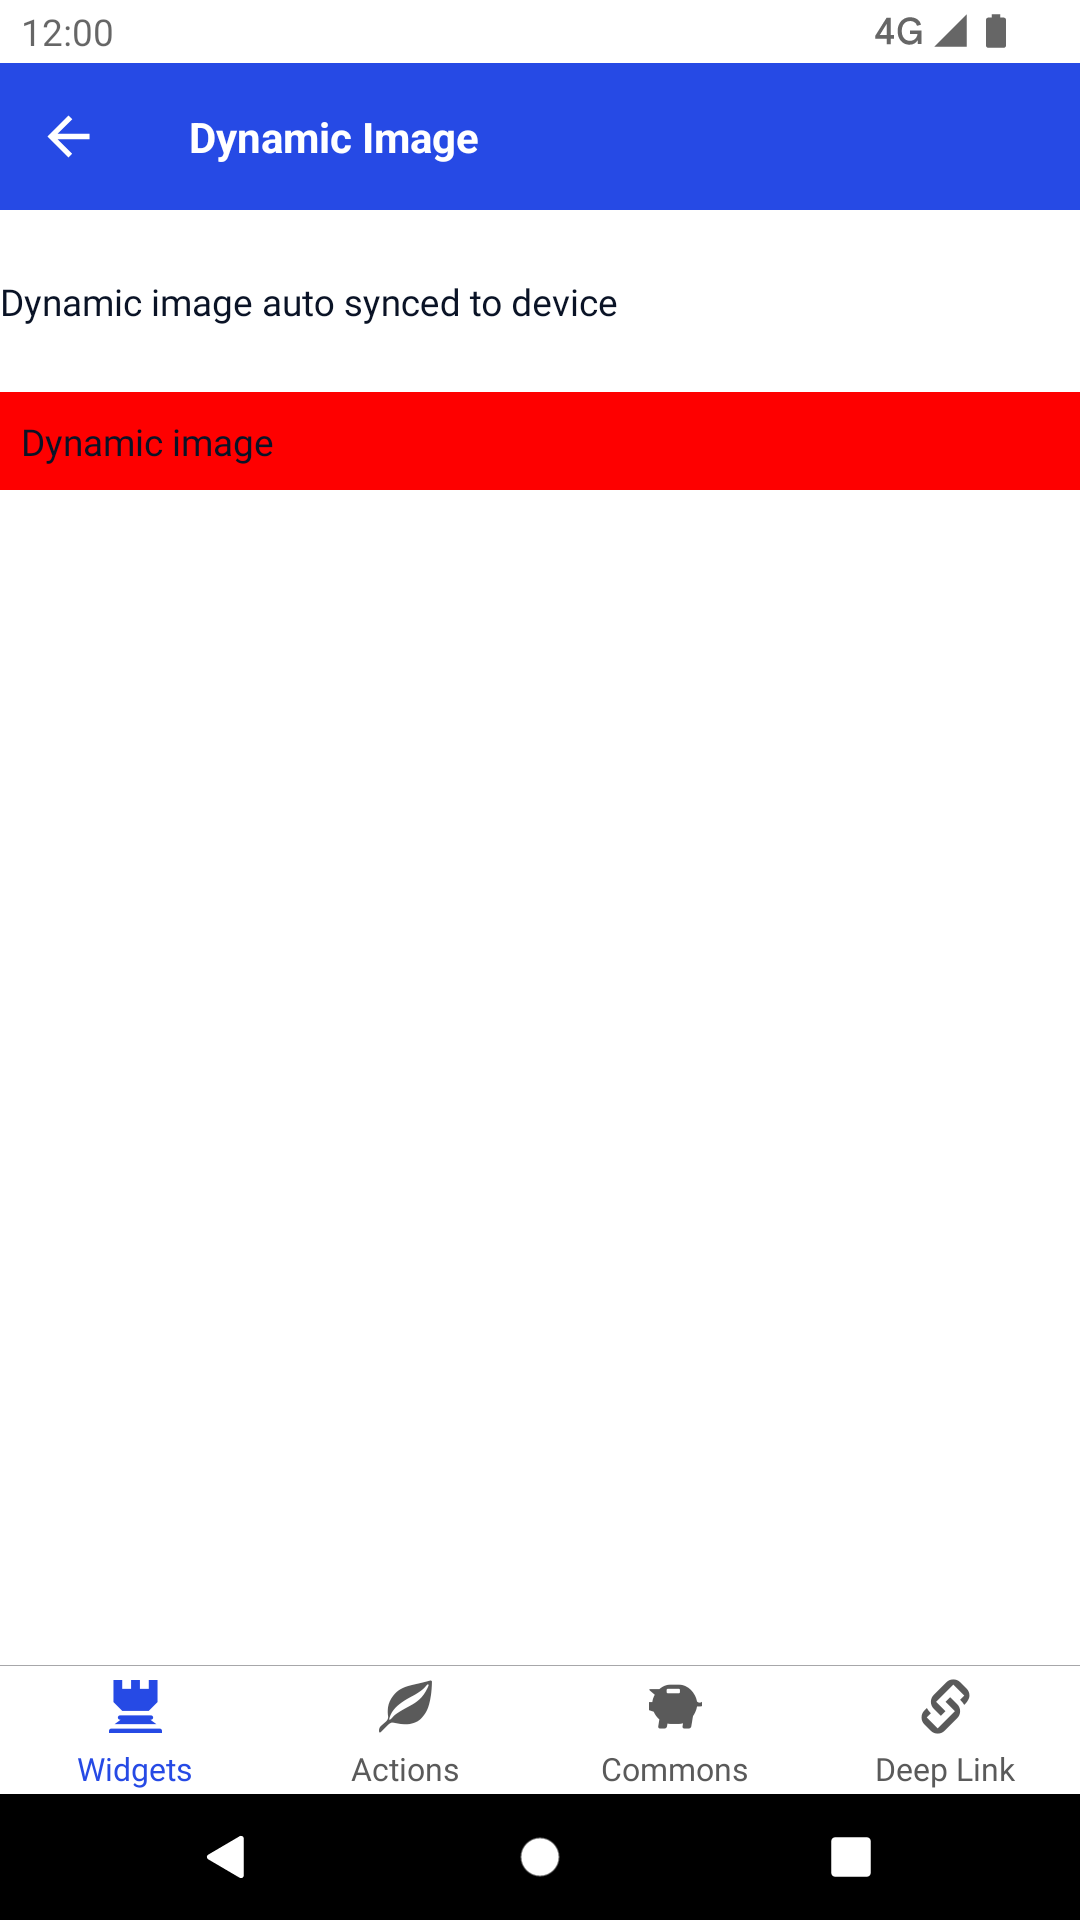 12:00
4G
Dynamic Image
Dynamic image auto synced to device
Dynamic image
Widgets
Actions
Commons
Deep Link